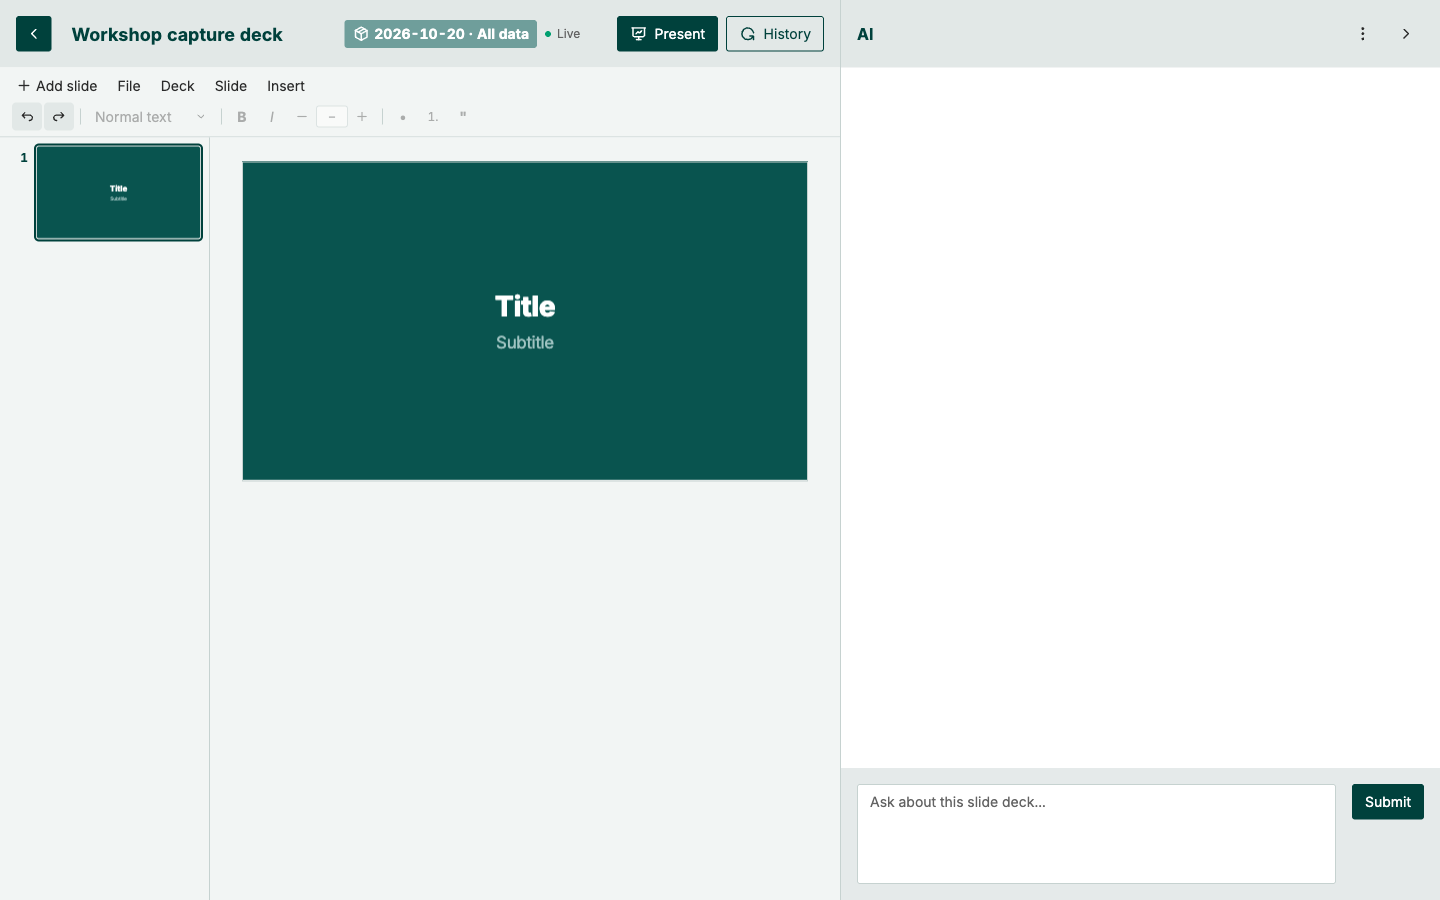 Workshop capture deck
2026-10-20 · All data
Live
Present
History
AI
Add slide
File
Deck
Slide
Insert
Normal text
B
I
1.
"
1
Title
Subtitle
Title
Subtitle
Ask about this slide deck...
Submit